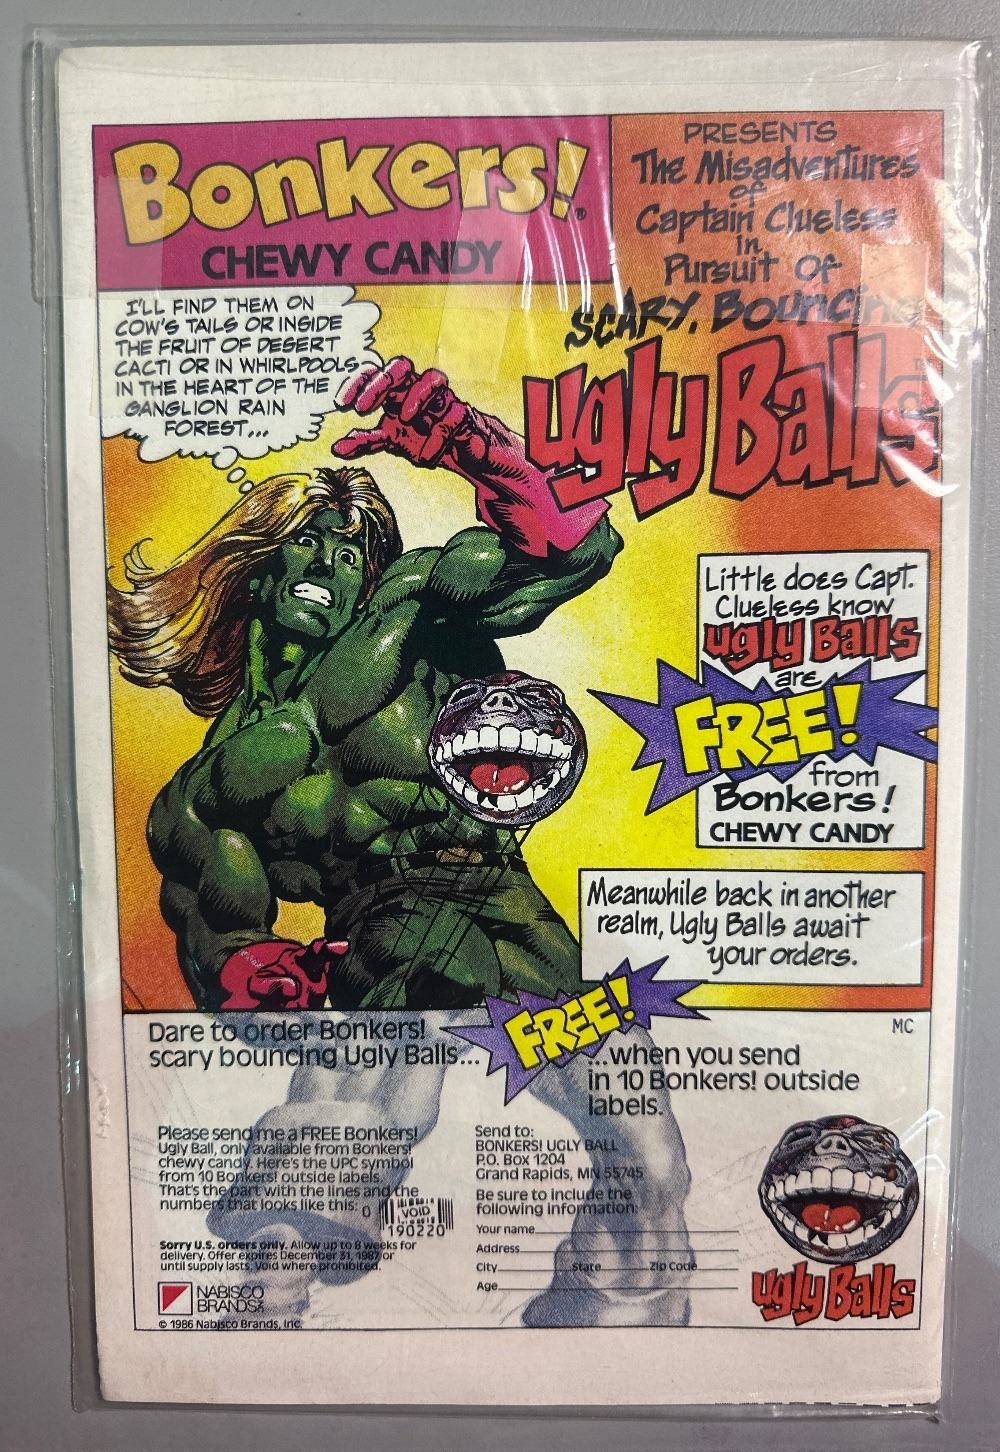 Bonkers!®
CHEWY CANDY
PRESENTS
The Misadventures
of
Captain Clueless
in
Pursuit Of
SCARY, Bouncing
Ugly Balls
I'LL FIND THEM ON
COW'S TAILS OR INSIDE
THE FRUIT OF DESERT
CACTI OR IN WHIRLPOOLS
IN THE HEART OF THE
GANGLION RAIN
FOREST...
Little does Capt.
Clueless know
Ugly Balls
are
FREE!
from
Bonkers!
CHEWY CANDY
Meanwhile back in another
realm, Ugly Balls await
your orders.
MC
Dare to order Bonkers!
scary bouncing Ugly Balls...
FREE!
...when you send
in 10 Bonkers! outside
labels.
Please send me a FREE Bonkers!
Ugly Ball, only available from Bonkers!
chewy candy. Here's the UPC symbol
from 10 Bonkers! outside labels.
That's the part with the lines and the
numbers that looks like this: 0
VOID
190220
Sorry U.S. orders only. Allow up to 8 weeks for
delivery. Offer expires December 31, 1987 or
until supply lasts. Void where prohibited.
NABISCO
BRANDS INC
© 1986 Nabisco Brands, Inc.
Send to:
BONKERS! UGLY BALL
P.O. Box 1204
Grand Rapids, MN 55745
Be sure to include the
following information:
Your name
Address
City State Zip Code
Age
Ugly Balls